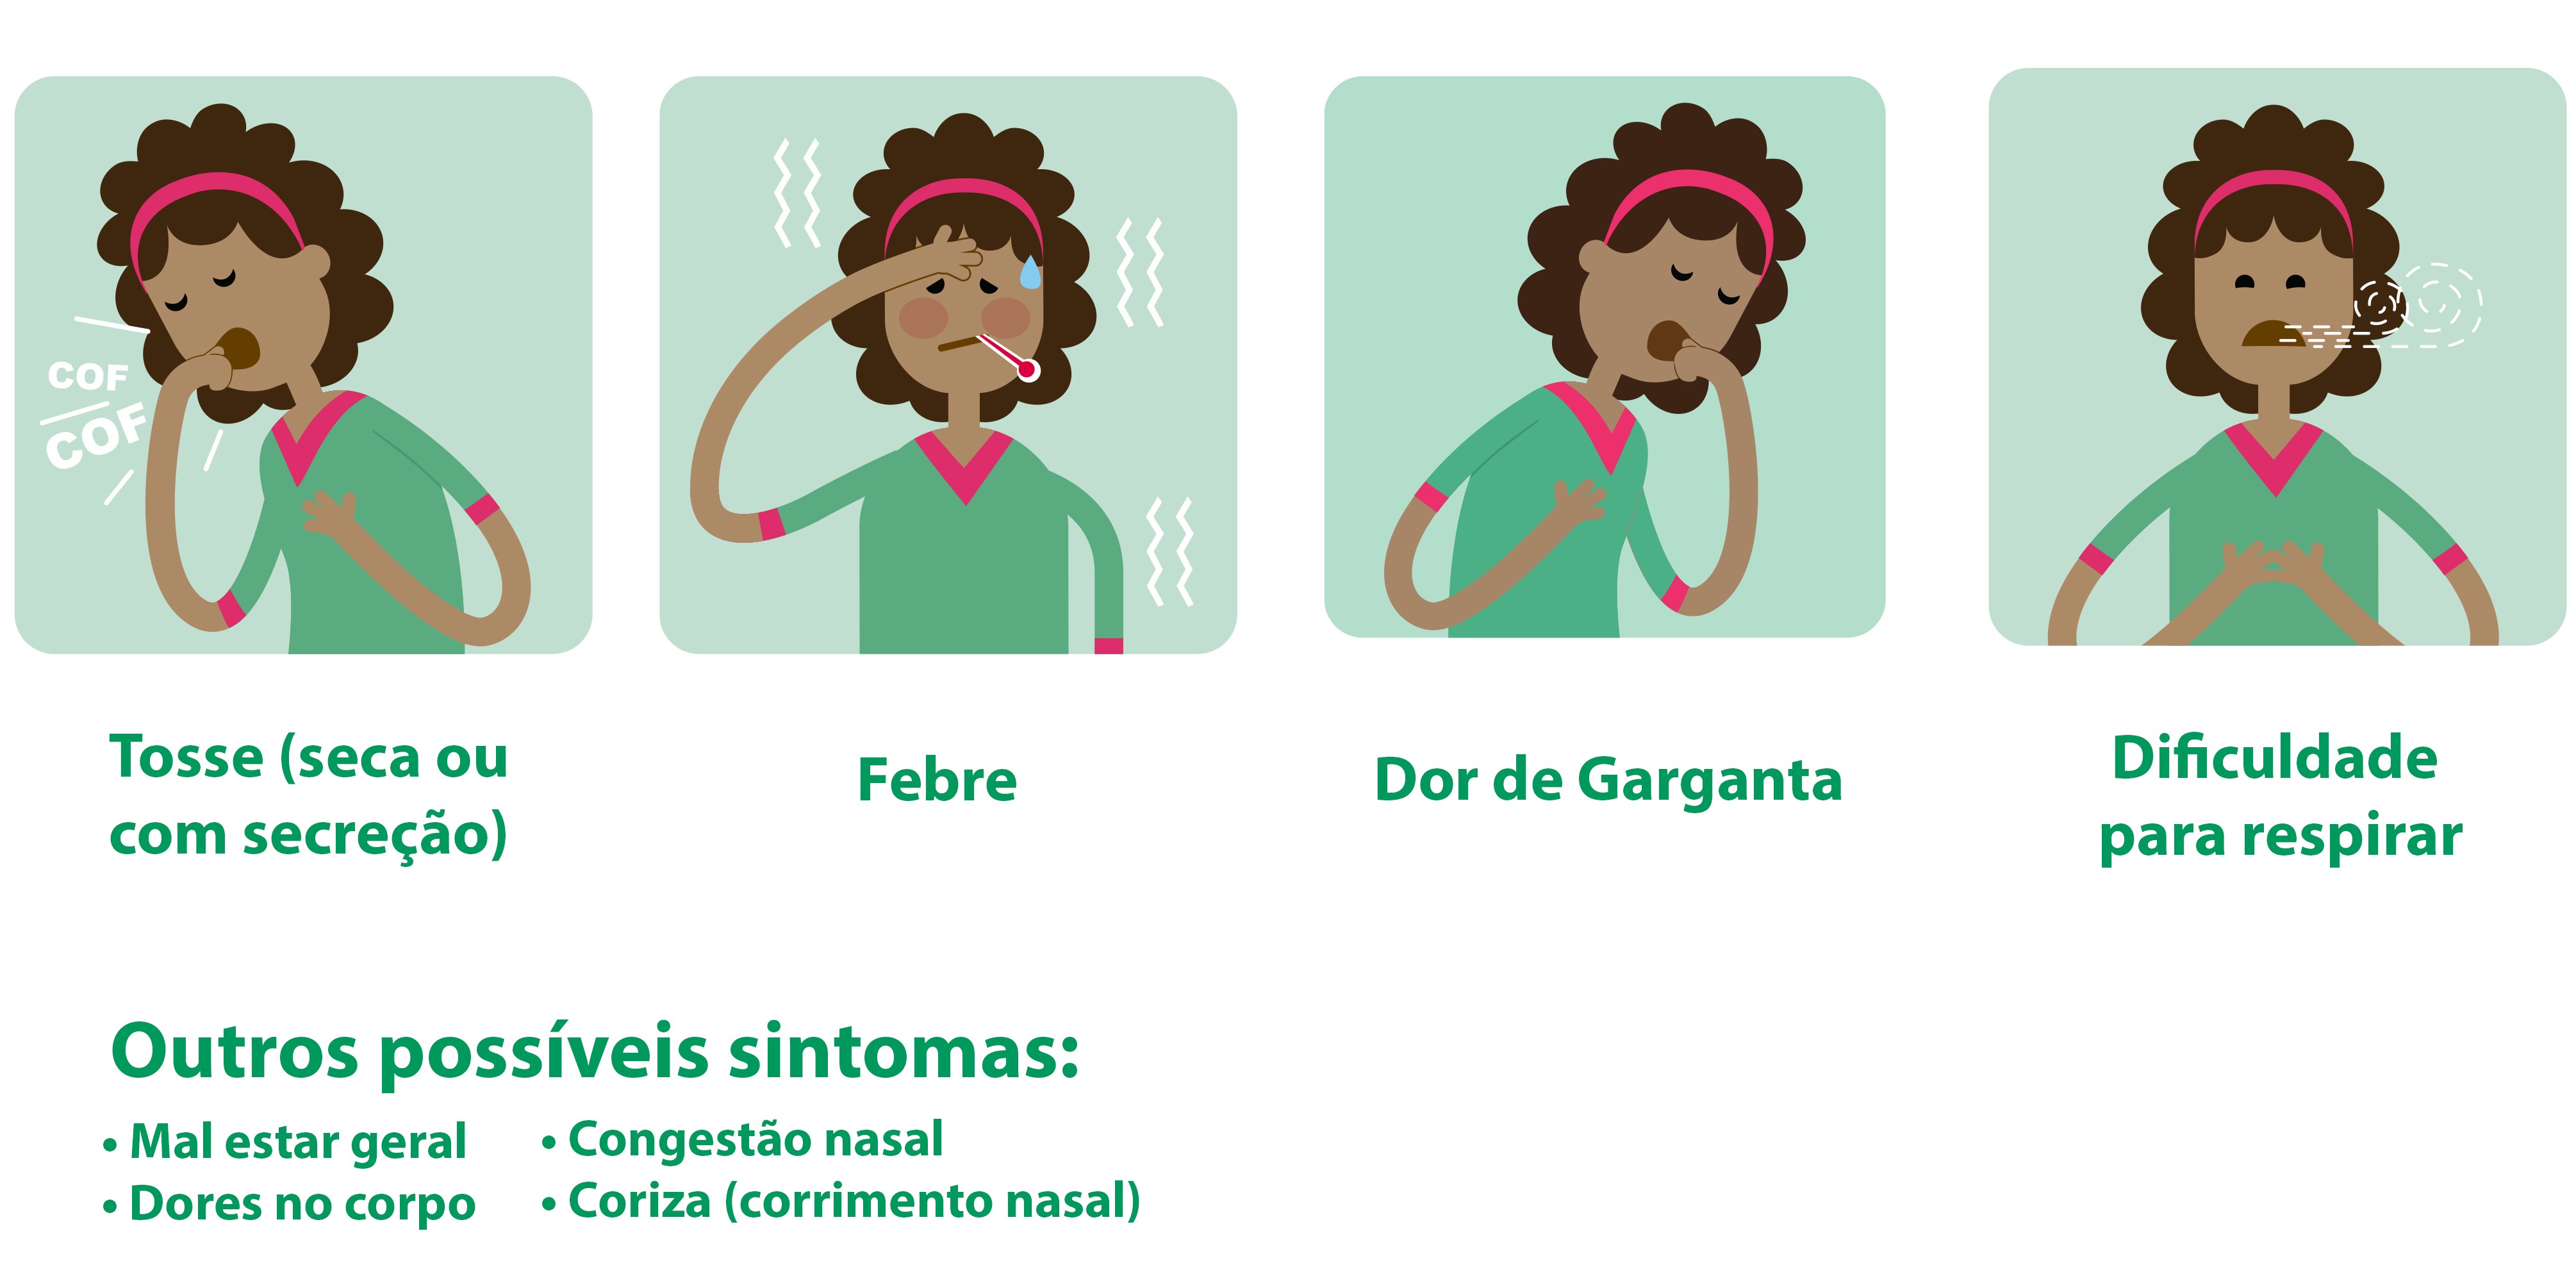 COF
COF
Tosse (seca ou
com secreção)
Febre
Dor de Garganta
Dificuldade
para respirar
Outros possíveis sintomas:
• Mal estar geral
• Dores no corpo
• Congestão nasal
• Coriza (corrimento nasal)